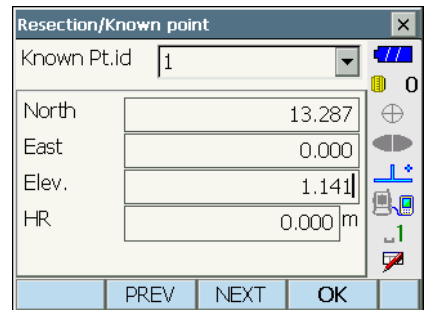 Resection/Known point
Known Pt.id 1
0
North 13.287
East 0.000
Elev. 1.141
HR 0.000 m
1
PREV NEXT OK